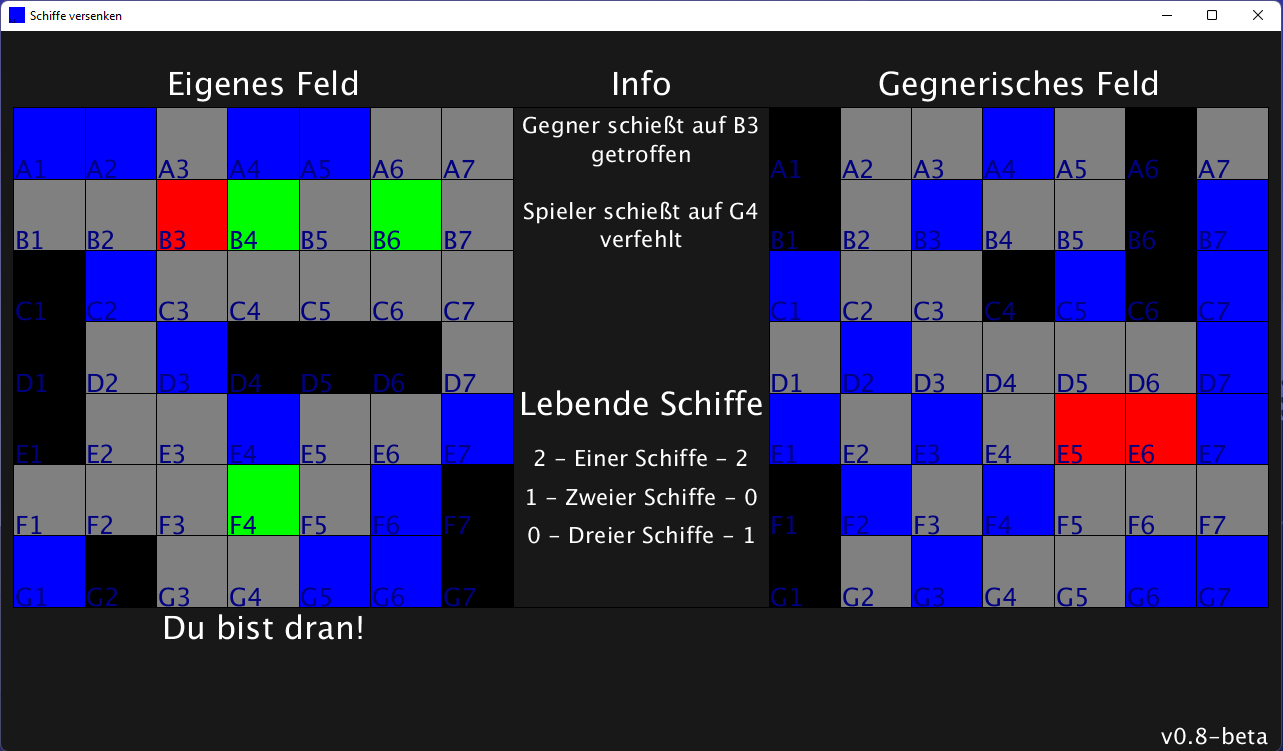 Schiffe versenken
Eigenes Feld Info Gegnerisches Feld
Gegner schießt auf B3
getroffen
A1 A2 A3 A4 A5 A6 A7 A1 A2 A3 A4 A5 A6 A7
Spieler schießt auf G4
verfehlt
B1 B2 B3 B4 B5 B6 B7 B1 B2 B3 B4 B5 B6 B7
C1 C2 C3 C4 C5 C6 C7 C1 C2 C3 C4 C5 C6 C7
D1 D2 D3 D4 D5 D6 D7 D1 D2 D3 D4 D5 D6 D7
Lebende Schiffe
E1 E2 E3 E4 E5 E6 E7 2 - Einer Schiffe - 2 E1 E2 E3 E4 E5 E6 E7
1 - Zweier Schiffe - 0
F1 F2 F3 F4 F5 F6 F7 0 - Dreier Schiffe - 1 F1 F2 F3 F4 F5 F6 F7
G1 G2 G3 G4 G5 G6 G7 G1 G2 G3 G4 G5 G6 G7
Du bist dran!
v0.8-beta